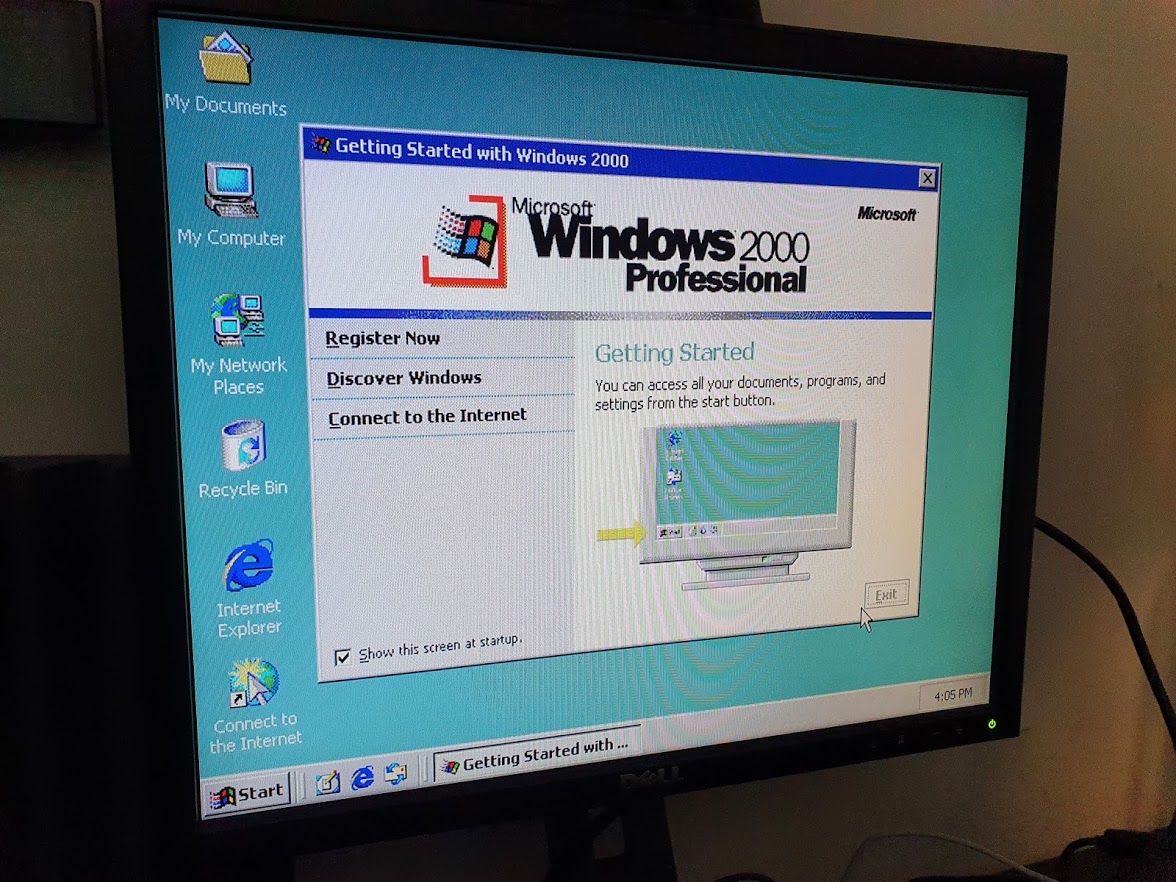 My Documents
My Computer
My Network
Places
Recycle Bin
Internet
Explorer
Connect to
the Internet
Getting Started with Windows 2000
Microsoft
Windows 2000
Professional
Microsoft
Register Now
Discover Windows
Connect to the Internet
Getting Started
You can access all your documents, programs, and
settings from the start button.
Exit
Show this screen at startup.
Start
Getting Started with ...
4:05 PM
DELL